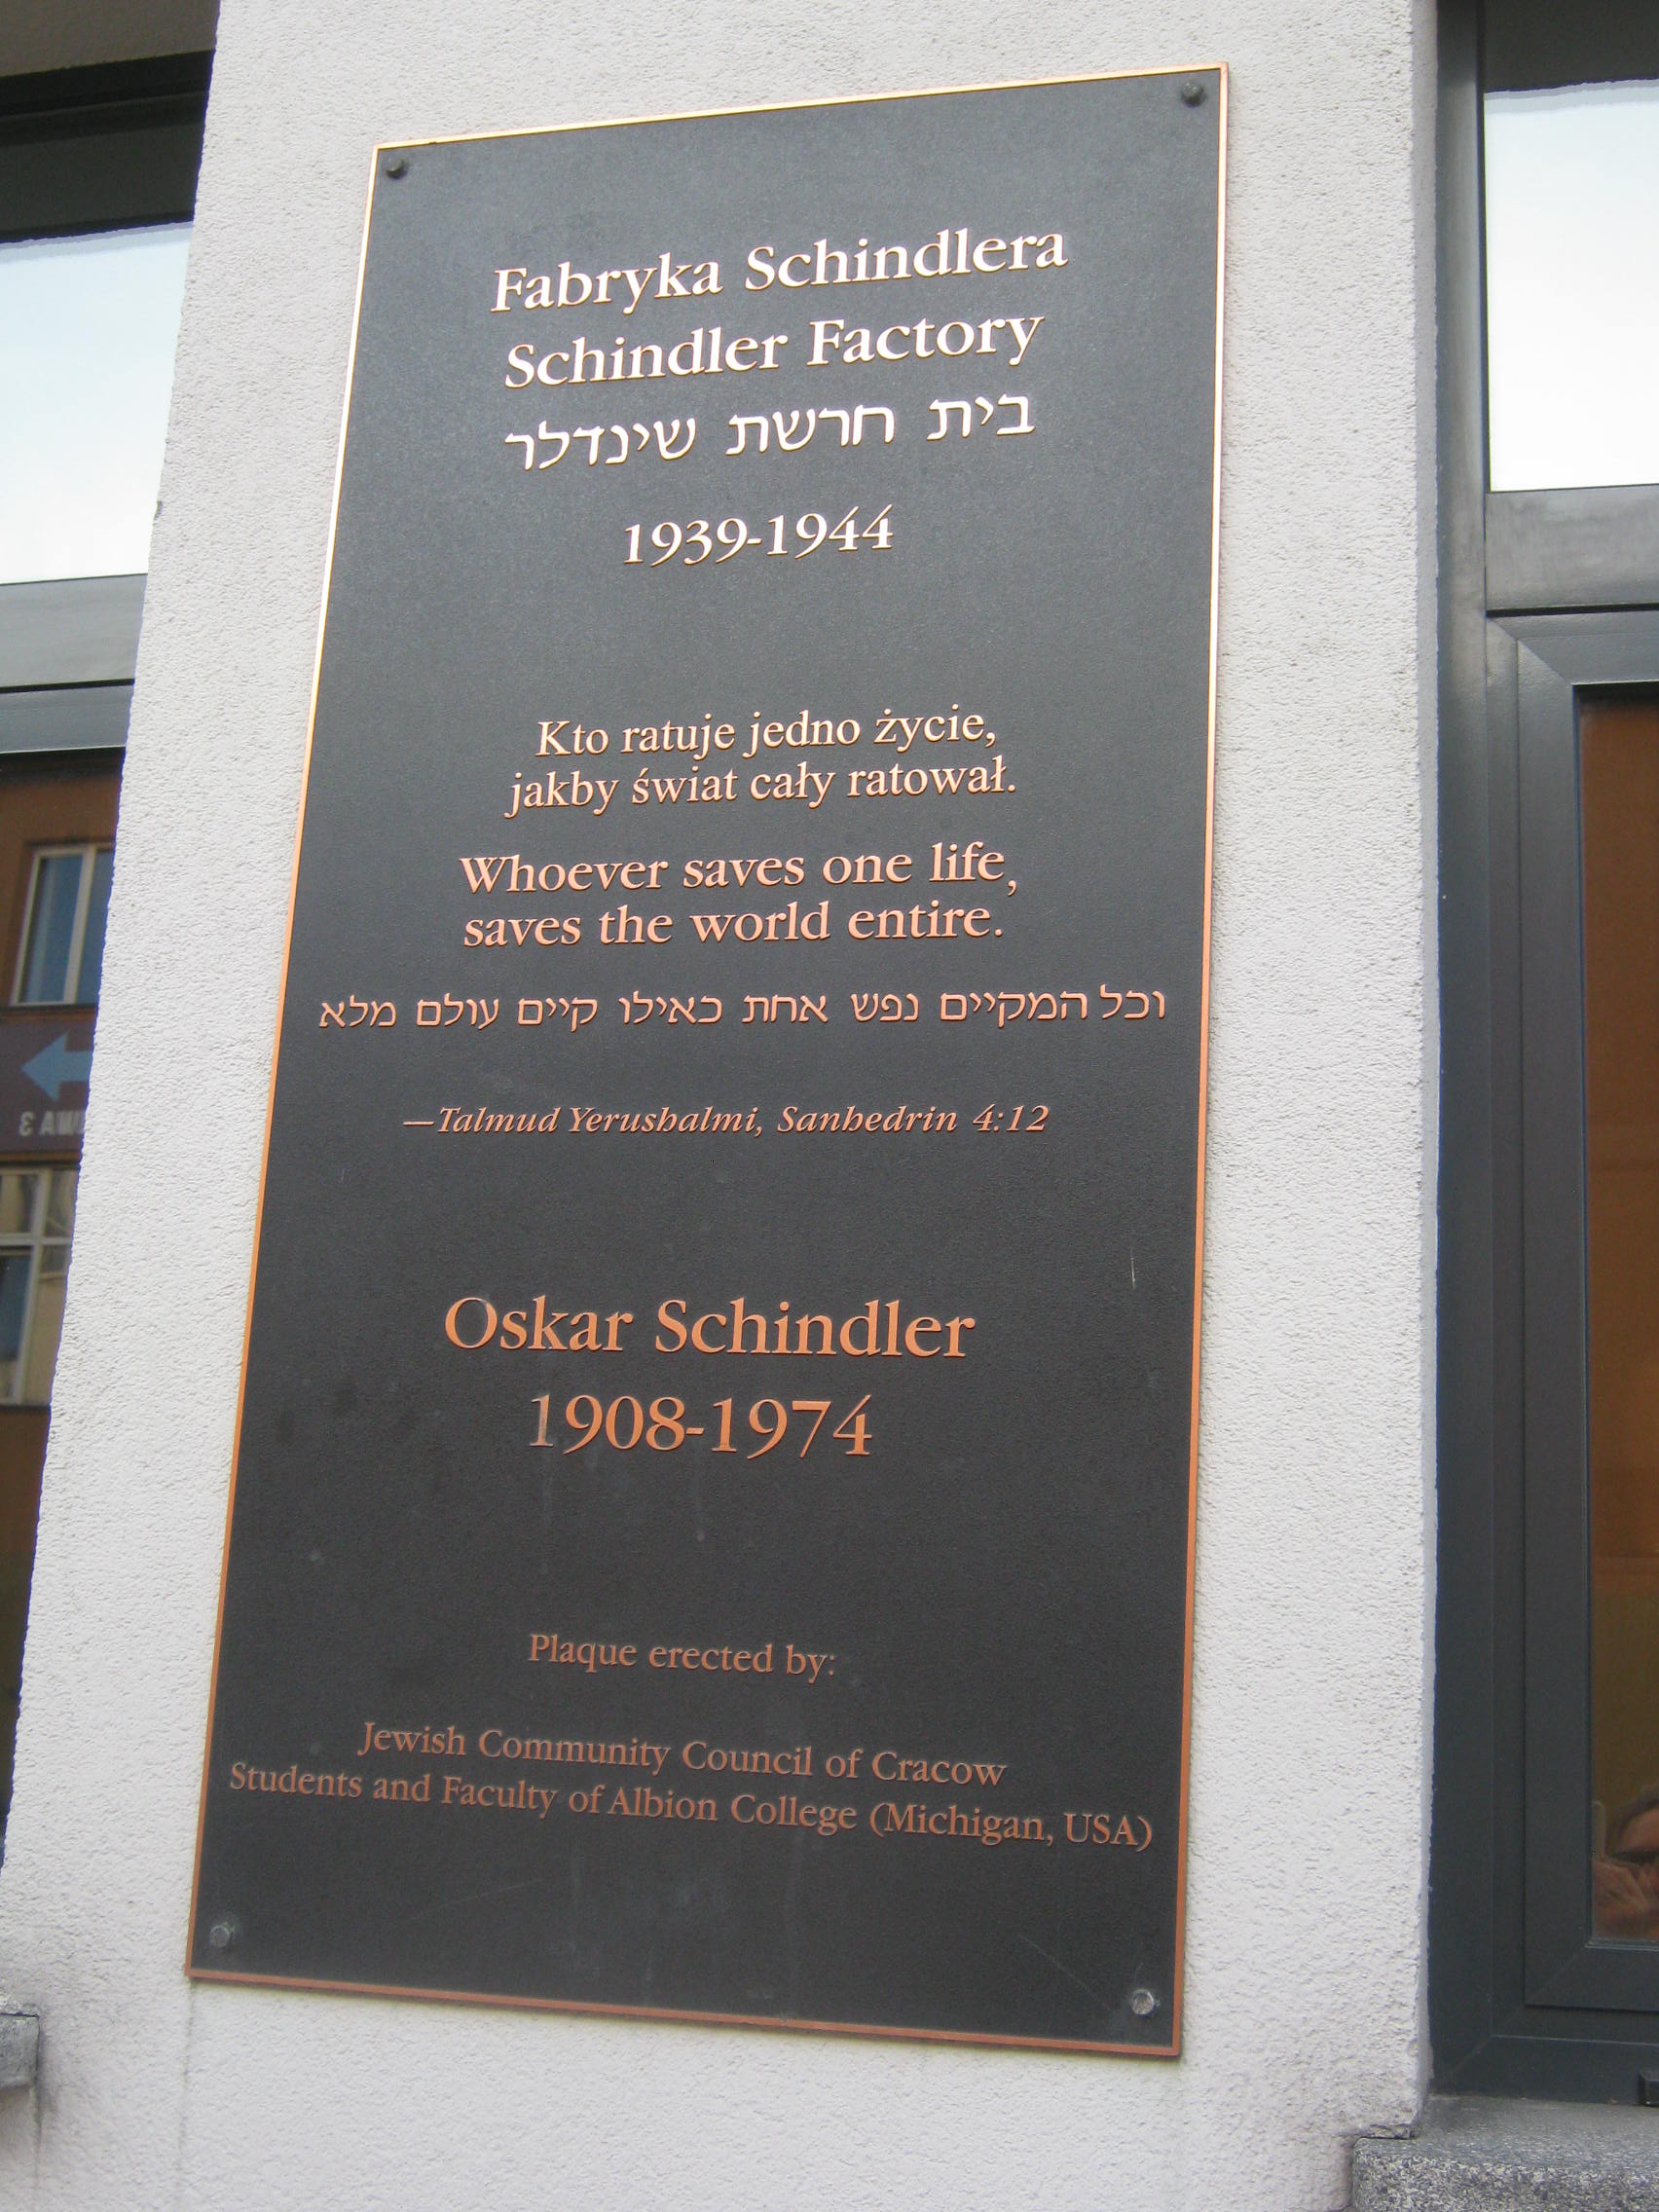 Fabryka Schindlera
Schindler Factory
בית חרשת שינדלר
1939-1944
Kto ratuje jedno życie,
jakby świat cały ratował.
Whoever saves one life,
saves the world entire.
וכל המקיים נפש אחת כאילו קיים עולם מלא
—Talmud Yerushalmi, Sanhedrin 4:12
Oskar Schindler
1908-1974
Plaque erected by:
Jewish Community Council of Cracow
Students and Faculty of Albion College (Michigan, USA)